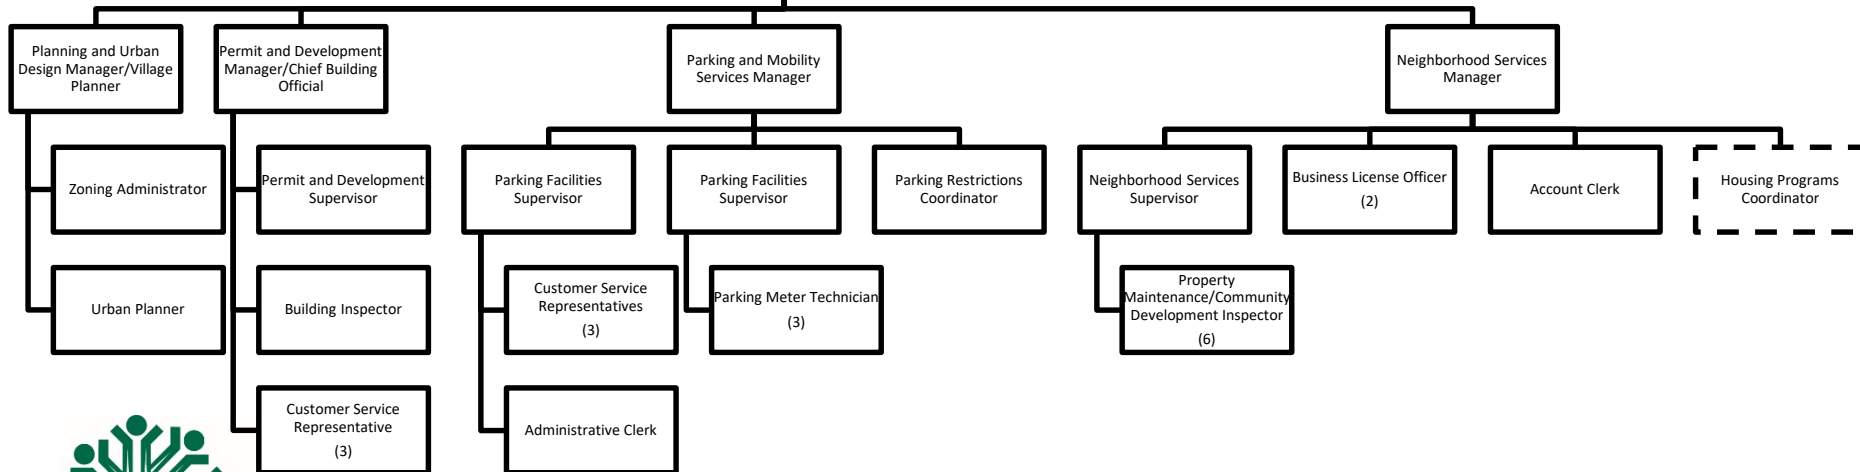 Planning and Urban
Design Manager/Village
Planner
Permit and Development
Manager/Chief Building
Official
Parking and Mobility
Services Manager
Neighborhood Services
Manager
Zoning Administrator
Permit and Development
Supervisor
Parking Facilities
Supervisor
Parking Facilities
Supervisor
Parking Restrictions
Coordinator
Neighborhood Services
Supervisor
Business License Officer
(2)
Account Clerk
Housing Programs
Coordinator
Urban Planner
Building Inspector
Customer Service
Representatives
(3)
Parking Meter Technician
(3)
Property
Maintenance/Community
Development Inspector
(6)
Customer Service
Representative
(3)
Administrative Clerk